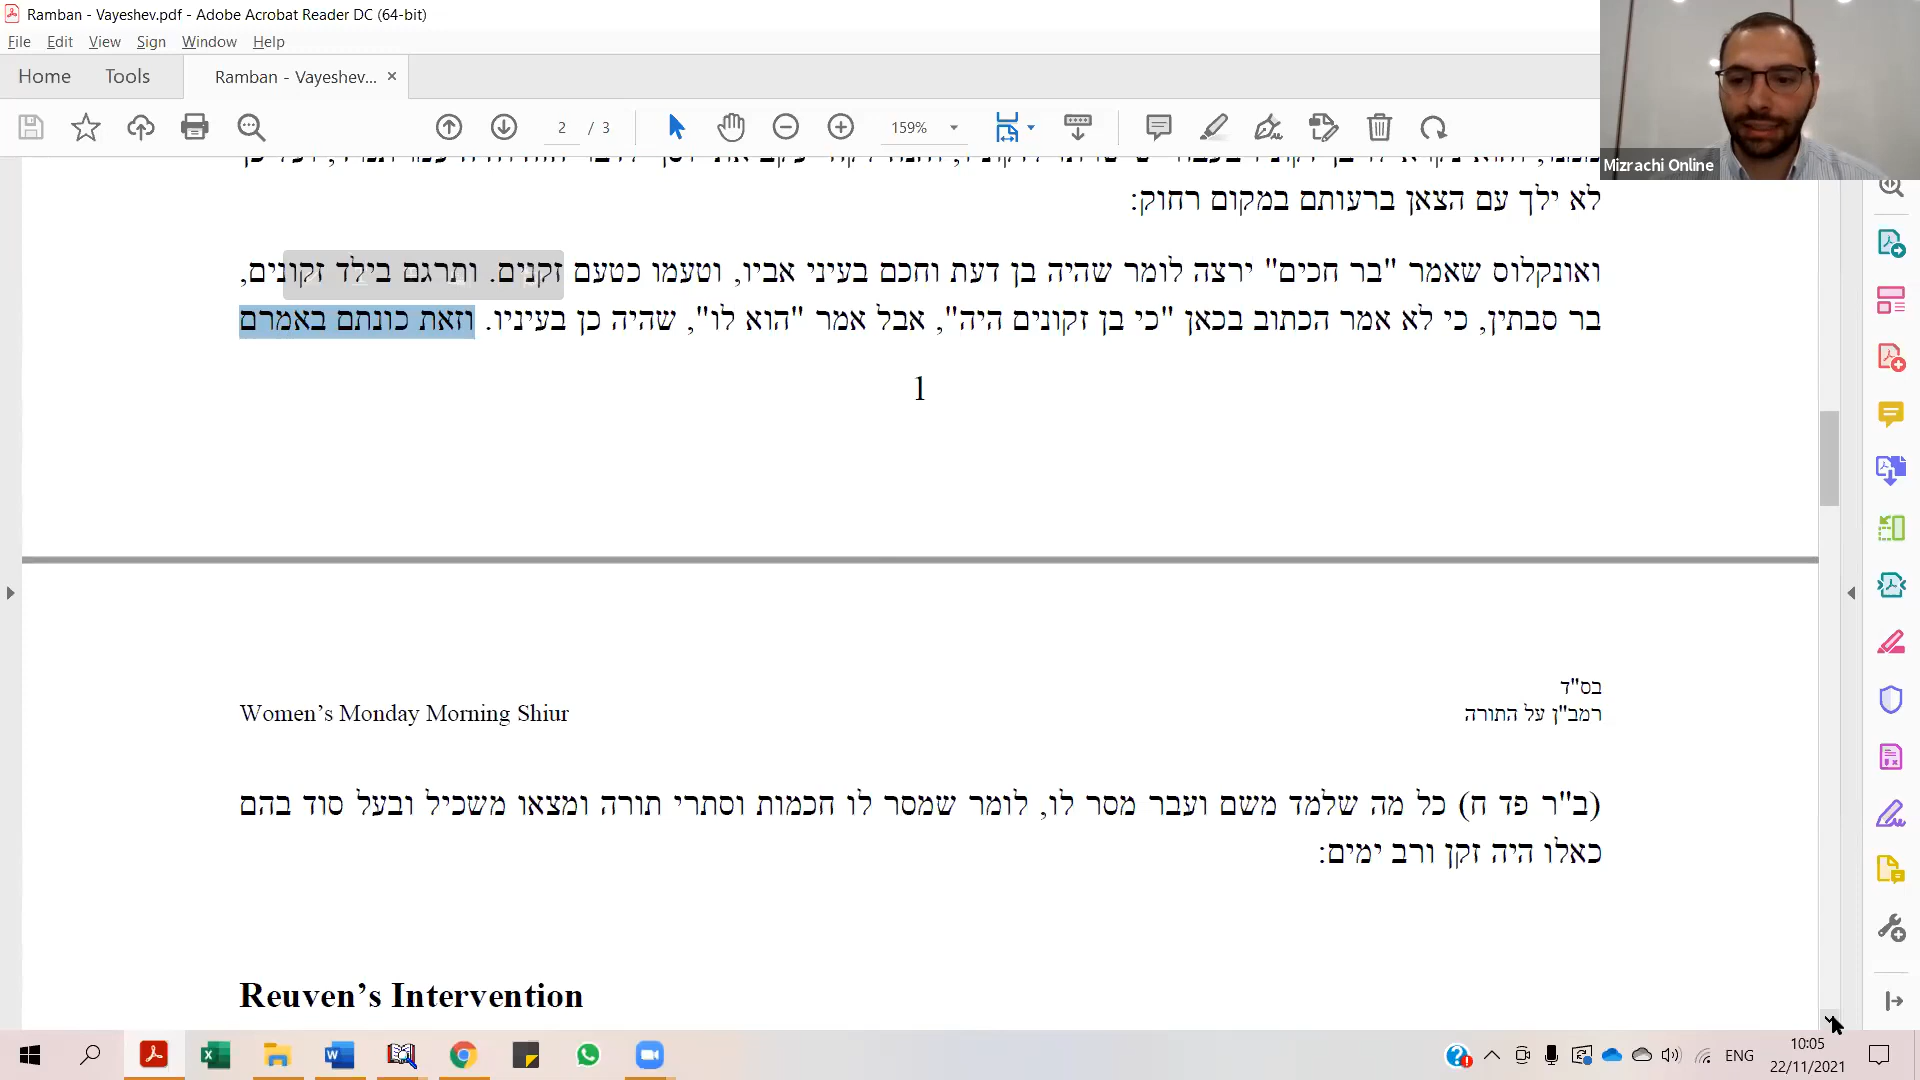 Ramban - Vayeshev.pdf - Adobe Acrobat Reader DC (64-bit)
File Edit View Sign Window Help
Home Tools Ramban - Vayeshev... ×
2 / 3 159%
Mizrachi Online
לא ילך עם הצאן ברעותם במקום רחוק:
ואונקלוס שאמר "בר חכים" ירצה לומר שהיה בן דעת וחכם בעיני אביו, וטעמו כטעם זקנים. ותרגם בילד זקונים,
בר סבתין, כי לא אמר הכתוב בכאן "כי בן זקונים היה", אבל אמר "הוא לו", שהיה כן בעיניו. וזאת כונתם באמרם
1
בס"ד
Women's Monday Morning Shiur רמב"ן על התורה
(ב"ר פד ח) כל מה שלמד משם ועבר מסר לו, לומר שמסר לו חכמות וסתרי תורה ומצאו משכיל ובעל סוד בהם
כאלו היה זקן ורב ימים:
Reuven's Intervention
ENG
10:05
22/11/2021